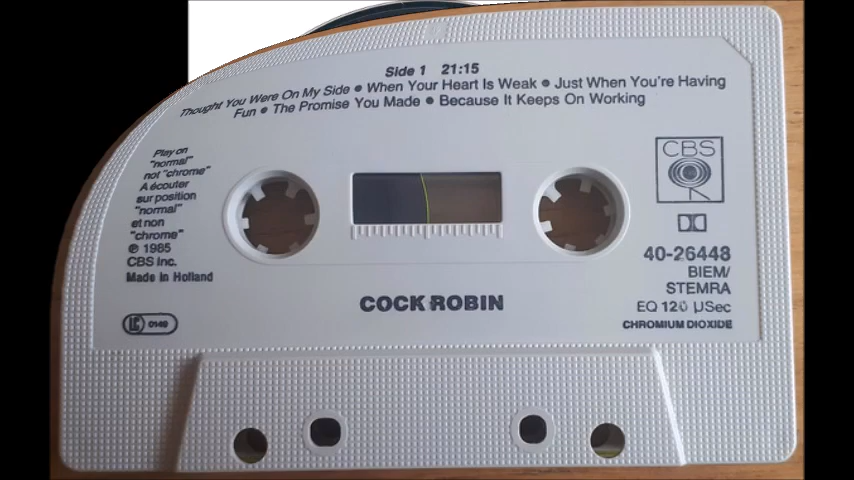 Side 1 21:15
Thought You Were On My Side • When Your Heart Is Weak • Just When You're Having
Fun • The Promise You Made • Because It Keeps On Working
Play on
"normal"
not "chrome"
A écouter
sur position
"normal"
et non
"chrome"
℗ 1985
CBS Inc.
Made in Holland
LC 0149
CBS
40-26448
BIEM/
STEMRA
EQ 120 µSec
CHROMIUM DIOXIDE
COCK ROBIN